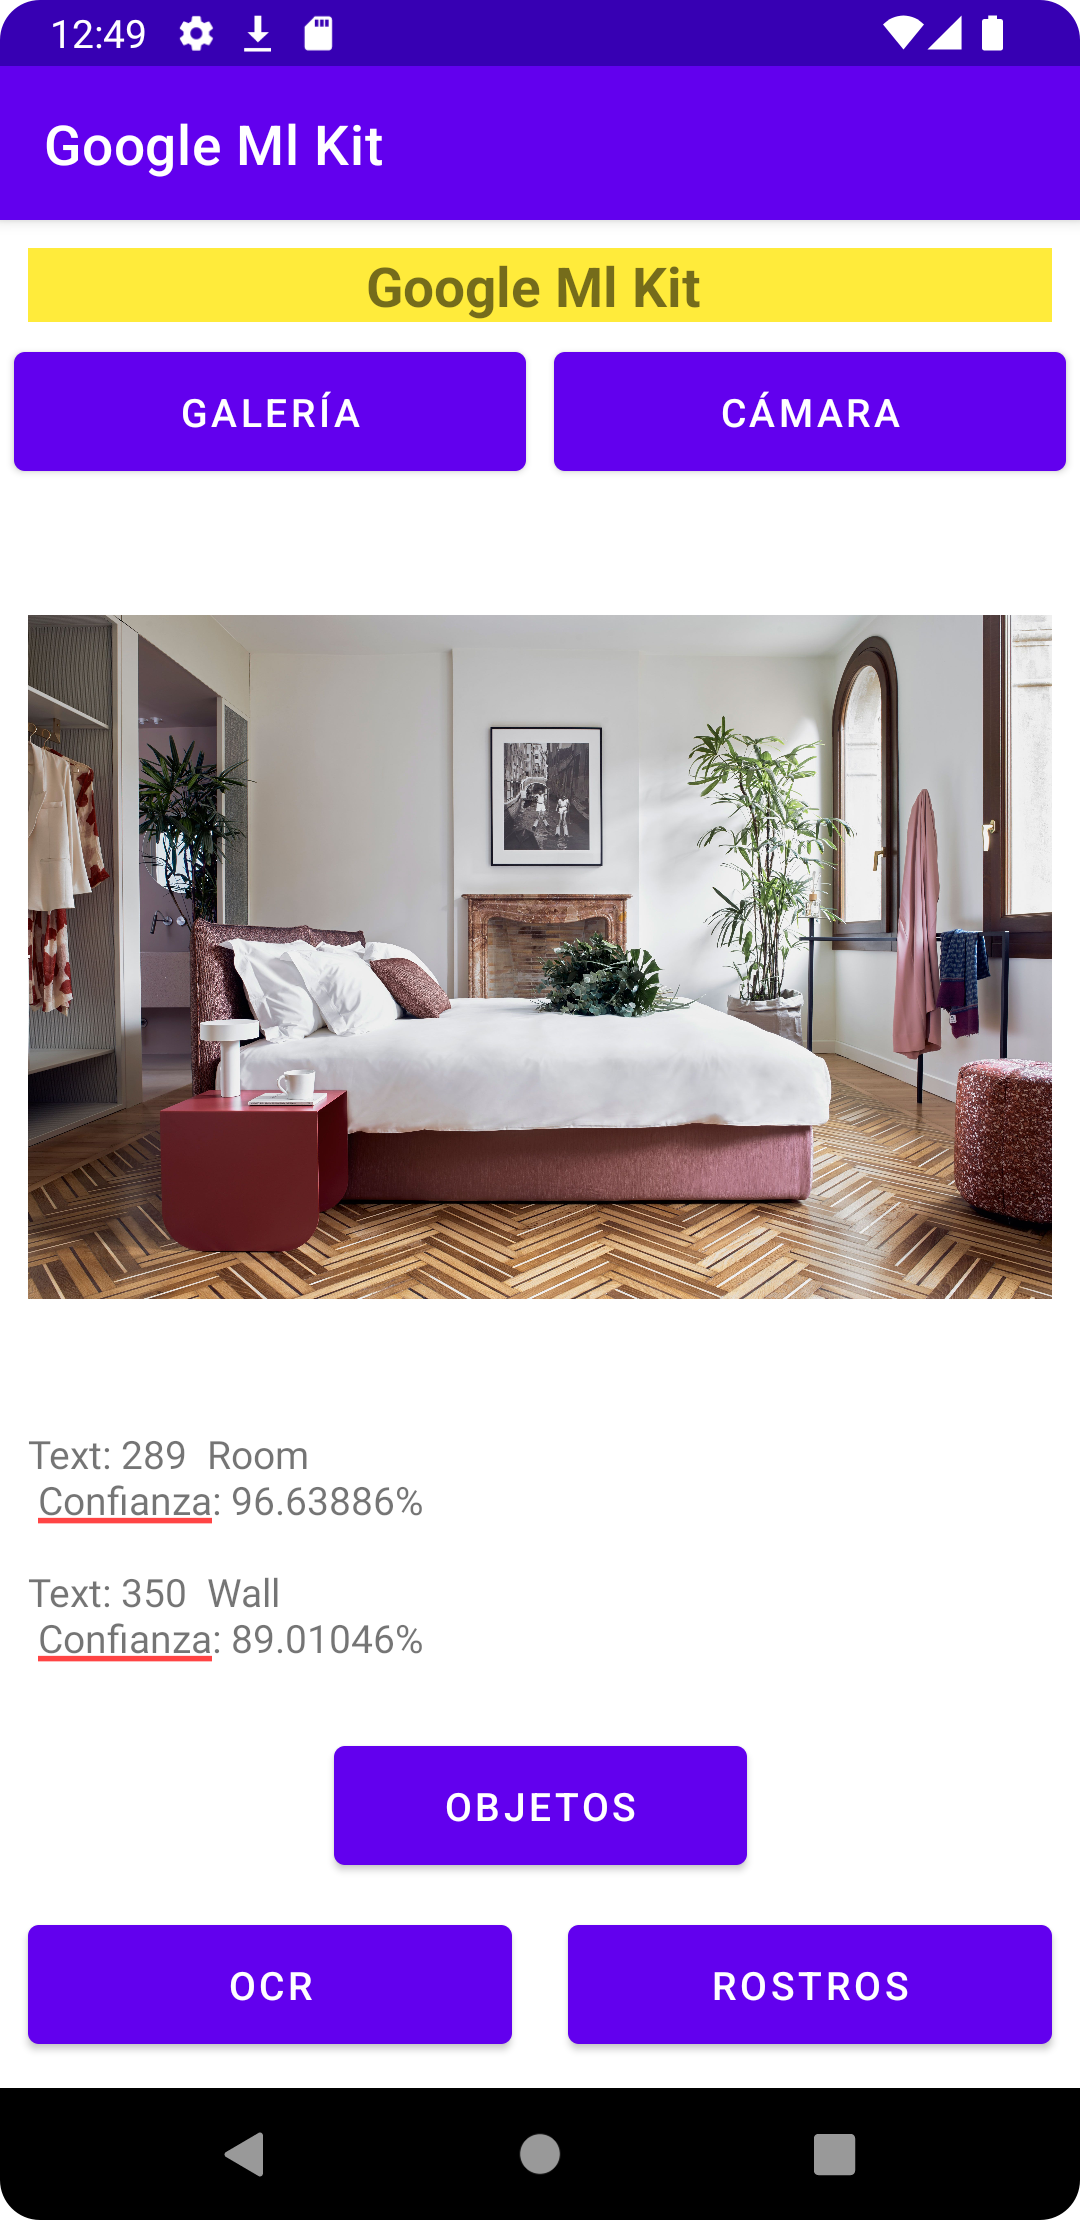 12:49
Google Ml Kit
Google Ml Kit
GALERÍA
CÁMARA
Text: 289  Room
Confianza: 96.63886%
Text: 350  Wall
Confianza: 89.01046%
OBJETOS
OCR
ROSTROS